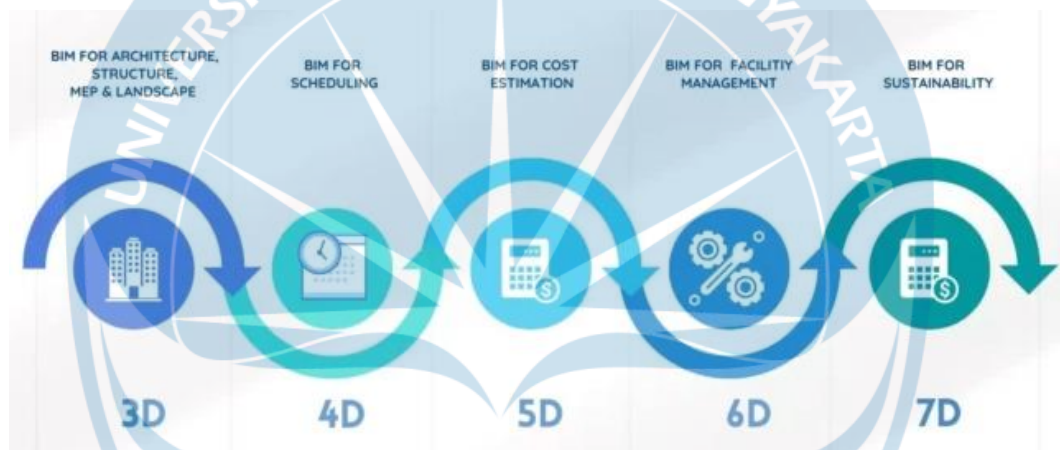 BIM FOR ARCHITECTURE,
STRUCTURE,
MEP & LANDSCAPE
BIM FOR
SCHEDULING
BIM FOR COST
ESTIMATION
BIM FOR FACILITIY
MANAGEMENT
BIM FOR
SUSTAINABILITY
3D
4D
5D
6D
7D